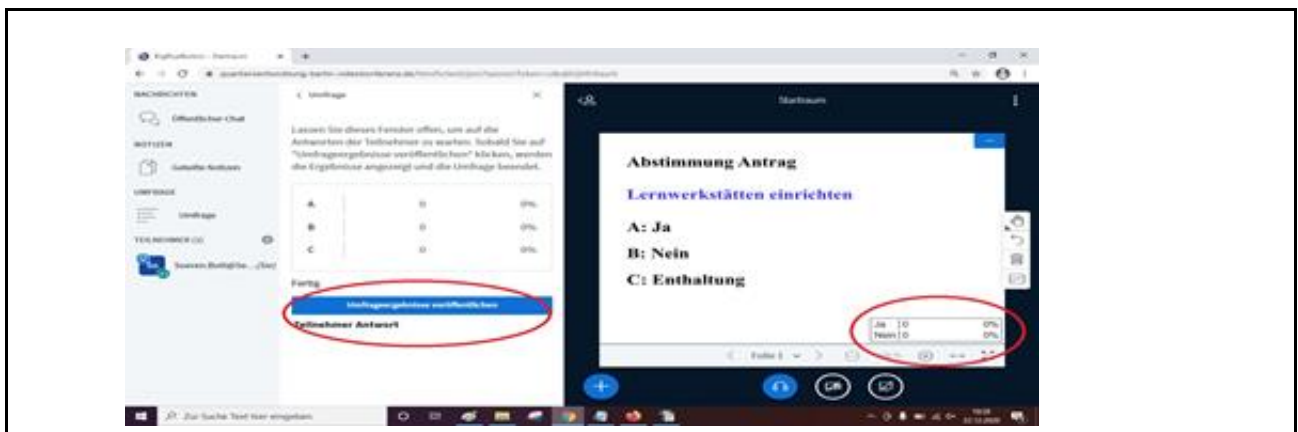 BigBlueButton - Startraum
NACHRICHTEN
Öffentlicher Chat
NOTIZEN
Geteilte Notizen
UMFRAGE
Umfrage
TEILNEHMER
Umfrage
Lassen Sie dieses Fenster offen, um auf die
Antworten der Teilnehmer zu warten. Sobald Sie auf
"Umfrageergebnisse veröffentlichen" klicken, werden
die Ergebnisse angezeigt und die Umfrage beendet.
A 0 0%
B 0 0%
C 0 0%
Fertig
Umfrageergebnisse veröffentlichen
Teilnehmer Antwort
Startraum
Abstimmung Antrag
Lernwerkstätten einrichten
A: Ja
B: Nein
C: Enthaltung
Ja 0 0%
Nein 0 0%
Folie 1
Zur Suche Text hier eingeben